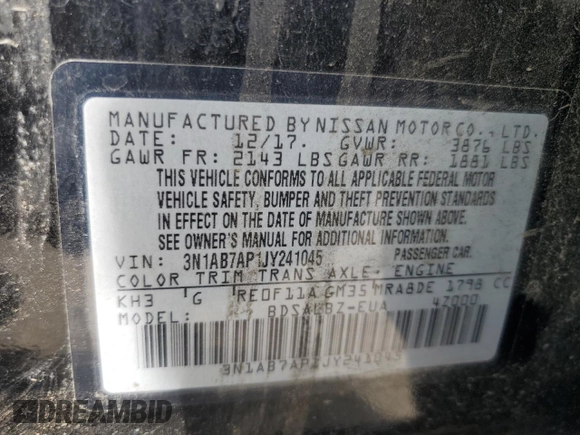 MANUFACTURED BY NISSAN MOTOR CO., LTD.
DATE: 12/17. GVWR: 3876 LBS
GAWR FR: 2143 LBS GAWR RR: 1881 LBS
THIS VEHICLE CONFORMS TO ALL APPLICABLE FEDERAL MOTOR
VEHICLE SAFETY, BUMPER AND THEFT PREVENTION STANDARDS
IN EFFECT ON THE DATE OF MANUFACTURE SHOWN ABOVE.
SEE OWNER'S MANUAL FOR ADDITIONAL INFORMATION.
VIN: 3N1AB7AP1JY241045 PASSENGER CAR.
COLOR TRIM TRANS AXLE, ENGINE
KH3 G RE0F11A GM35 MRA8DE 1798 CC
MODEL: BDSALBZ-EUA 4Z000
3N1AB7AP1JY241045
DREAMBID